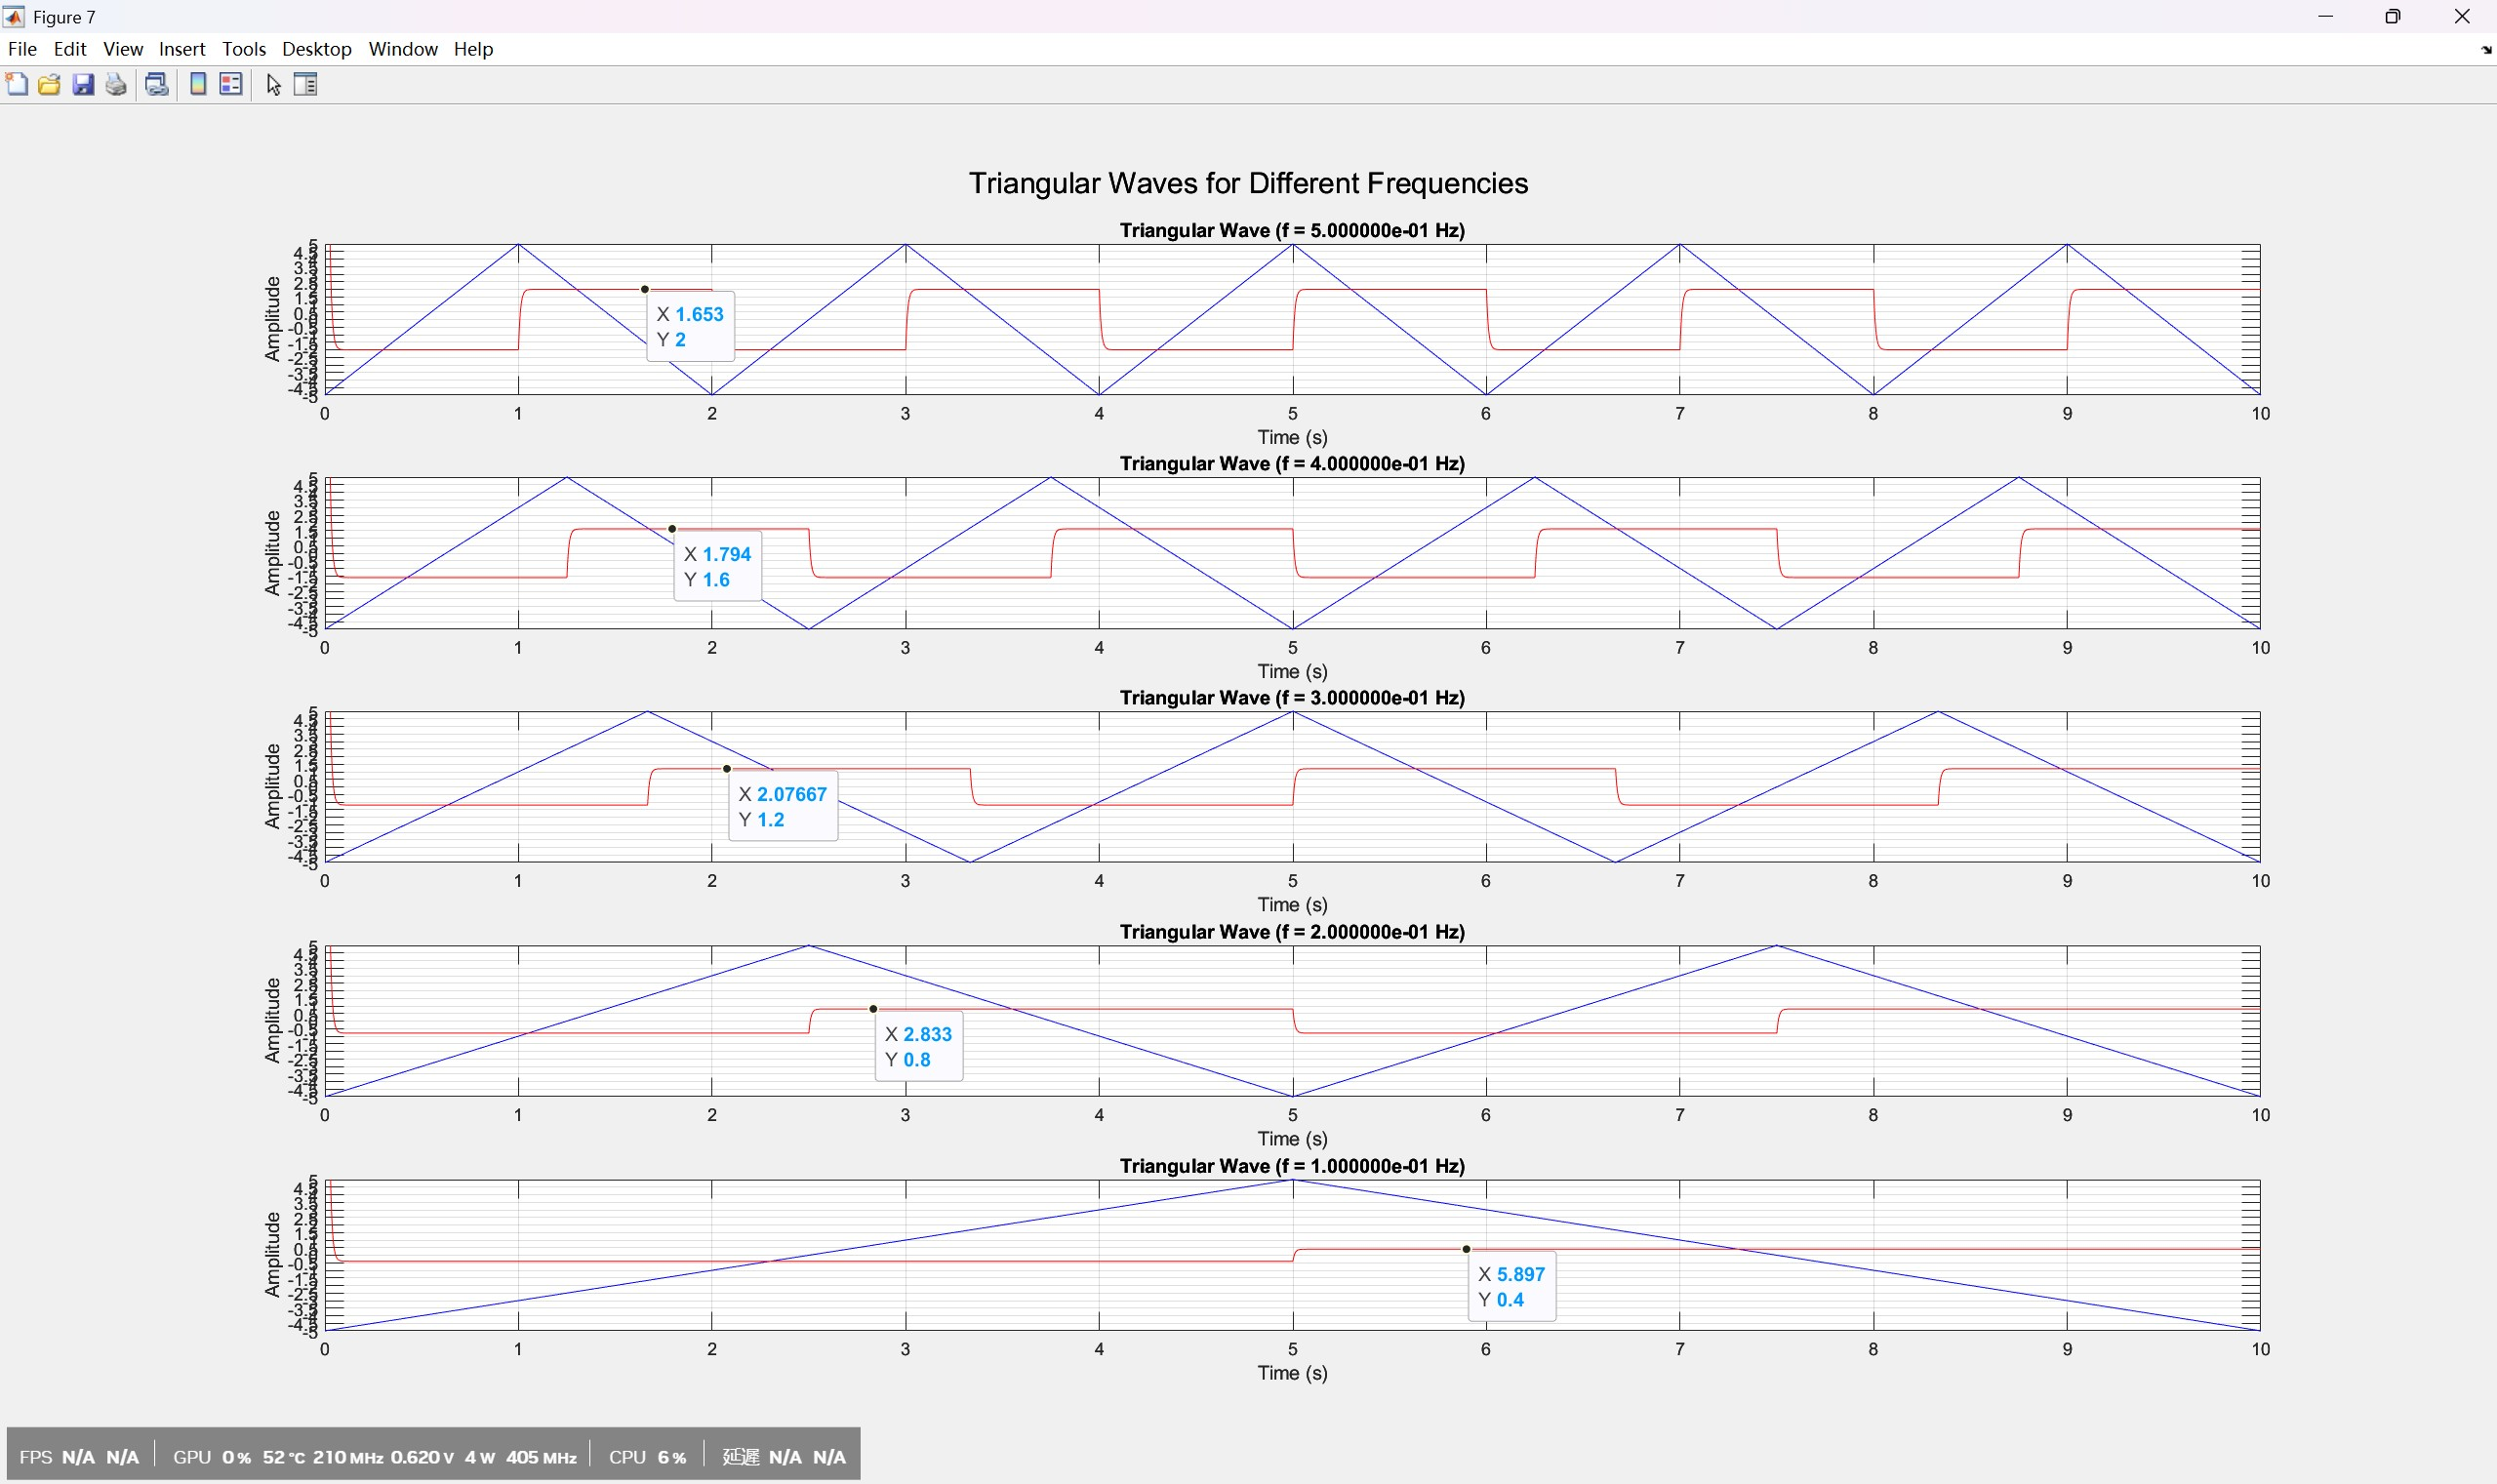 Figure 7
File Edit View Insert Tools Desktop Window Help
Triangular Waves for Different Frequencies
Triangular Wave (f = 5.000000e-01 Hz)
Amplitude
X 1.653
Y 2
0 1 2 3 4 5 6 7 8 9 10
Time (s)
Triangular Wave (f = 4.000000e-01 Hz)
Amplitude
X 1.794
Y 1.6
0 1 2 3 4 5 6 7 8 9 10
Time (s)
Triangular Wave (f = 3.000000e-01 Hz)
Amplitude
X 2.07667
Y 1.2
0 1 2 3 4 5 6 7 8 9 10
Time (s)
Triangular Wave (f = 2.000000e-01 Hz)
Amplitude
X 2.833
Y 0.8
0 1 2 3 4 5 6 7 8 9 10
Time (s)
Triangular Wave (f = 1.000000e-01 Hz)
Amplitude
X 5.897
Y 0.4
0 1 2 3 4 5 6 7 8 9 10
Time (s)
FPS N/A N/A GPU 0% 52°C 210 MHz 0.620 V 4 W 405 MHz CPU 6% 延遲 N/A N/A